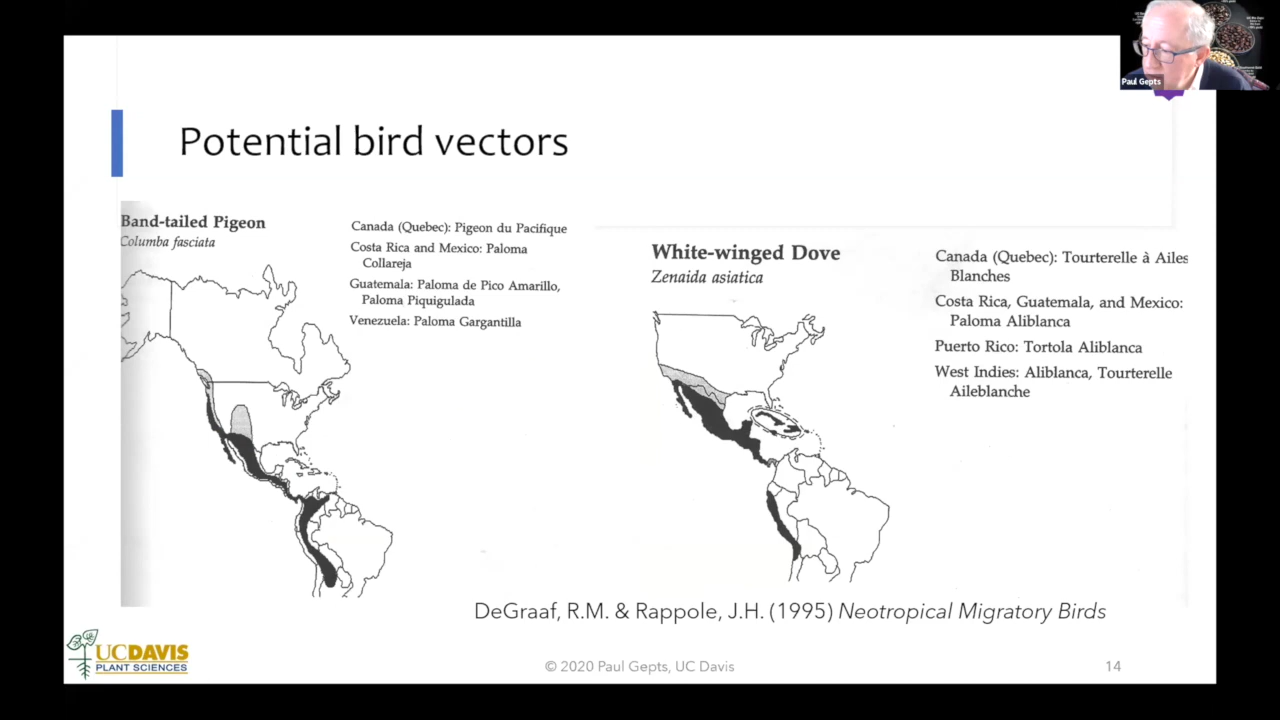 Paul Gepts
Potential bird vectors
Band-tailed Pigeon
Columba fasciata
Canada (Quebec): Pigeon du Pacifique
Costa Rica and Mexico: Paloma
Collareja
Guatemala: Paloma de Pico Amarillo,
Paloma Piquigulada
Venezuela: Paloma Gargantilla
White-winged Dove
Zenaida asiatica
Canada (Quebec): Tourterelle à Ailes
Blanches
Costa Rica, Guatemala, and Mexico:
Paloma Aliblanca
Puerto Rico: Tortola Aliblanca
West Indies: Aliblanca, Tourterelle
Aileblanche
DeGraaf, R.M. & Rappole, J.H. (1995) Neotropical Migratory Birds
UCDAVIS
PLANT SCIENCES
© 2020 Paul Gepts, UC Davis
14